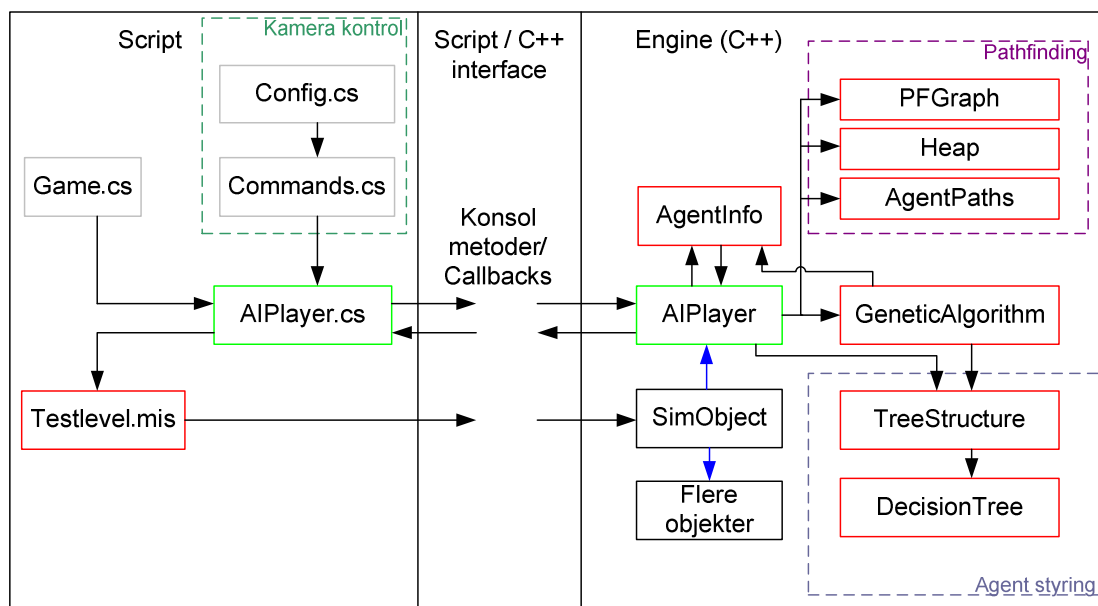 Script
Kamera kontrol
Config.cs
Game.cs
Commands.cs
AIPlayer.cs
Testlevel.mis
Script / C++
interface
Konsol
metoder/
Callbacks
Engine (C++)
Pathfinding
PFGraph
Heap
AgentPaths
AgentInfo
AIPlayer
GeneticAlgorithm
SimObject
TreeStructure
Flere
objekter
DecisionTree
Agent styring